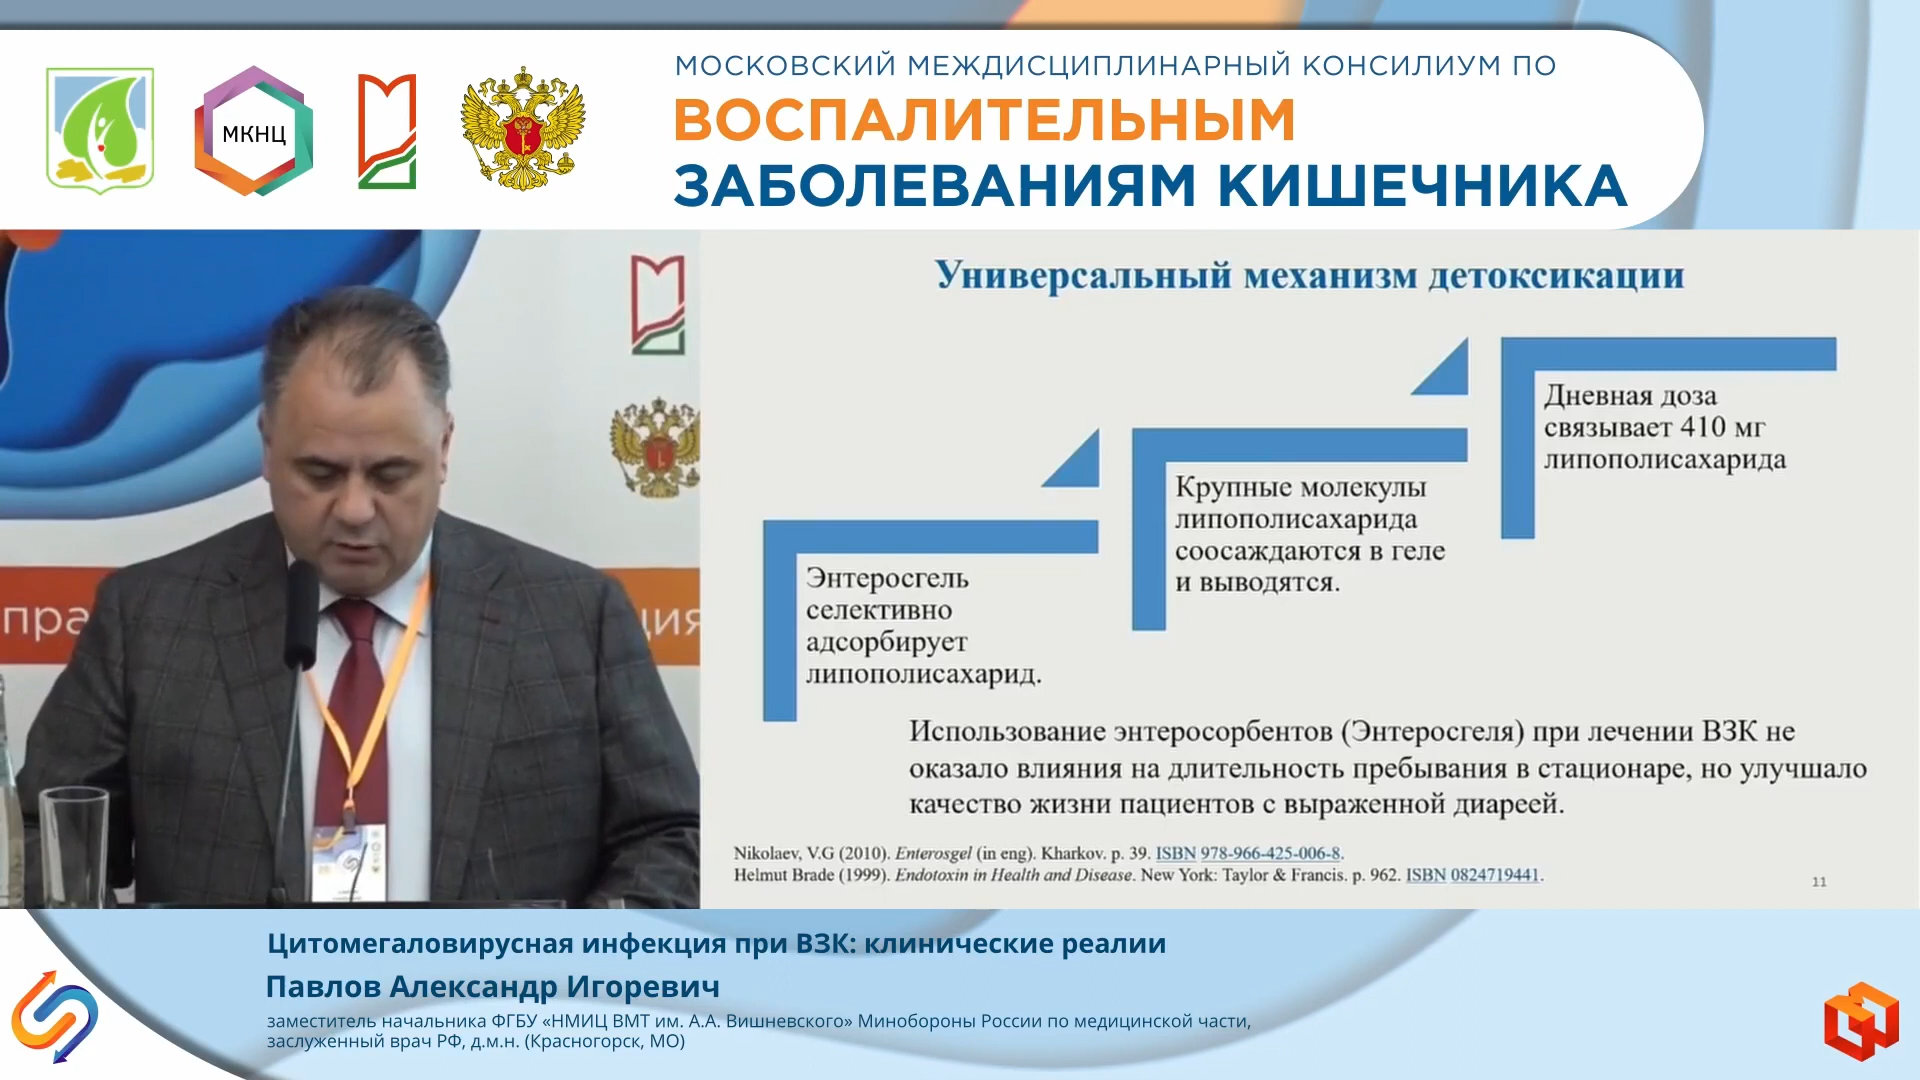 МКНЦ
МОСКОВСКИЙ МЕЖДИСЦИПЛИНАРНЫЙ КОНСИЛИУМ ПО
ВОСПАЛИТЕЛЬНЫМ
ЗАБОЛЕВАНИЯМ КИШЕЧНИКА
пра
ция
Универсальный механизм детоксикации
Энтеросгель
селективно
адсорбирует
липополисахарид.
Крупные молекулы
липополисахарида
соосаждаются в геле
и выводятся.
Дневная доза
связывает 410 мг
липополисахарида
Использование энтеросорбентов (Энтеросгеля) при лечении ВЗК не
оказало влияния на длительность пребывания в стационаре, но улучшало
качество жизни пациентов с выраженной диареей.
Nikolaev, V.G (2010). Enterosgel (in eng). Kharkov. p. 39. ISBN 978-966-425-006-8.
Helmut Brade (1999). Endotoxin in Health and Disease. New York: Taylor & Francis. p. 962. ISBN 0824719441.
11
Цитомегаловирусная инфекция при ВЗК: клинические реалии
Павлов Александр Игоревич
заместитель начальника ФГБУ «НМИЦ ВМТ им. А.А. Вишневского» Минобороны России по медицинской части,
заслуженный врач РФ, д.м.н. (Красногорск, МО)